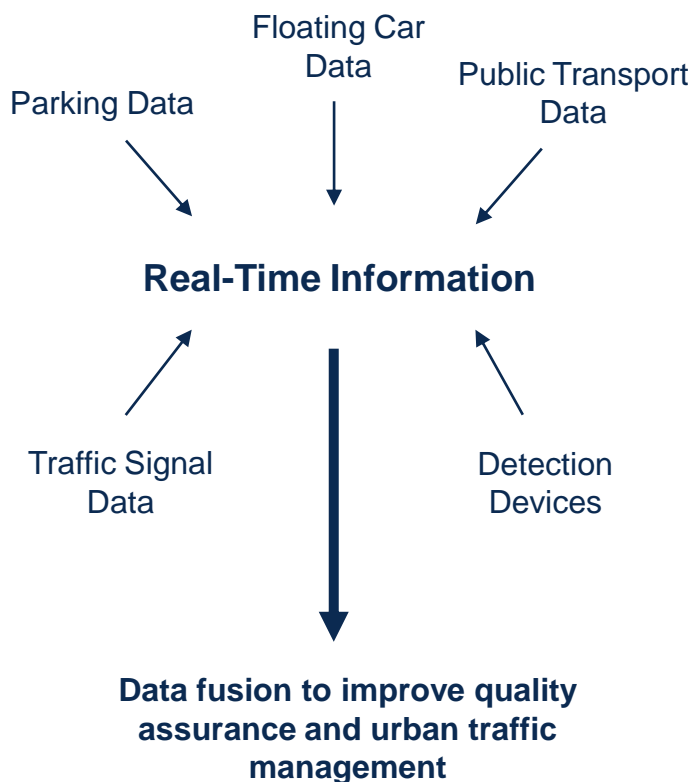 Floating Car
Data
Parking Data
Public Transport
Data
Real-Time Information
Traffic Signal
Data
Detection
Devices
Data fusion to improve quality
assurance and urban traffic
management